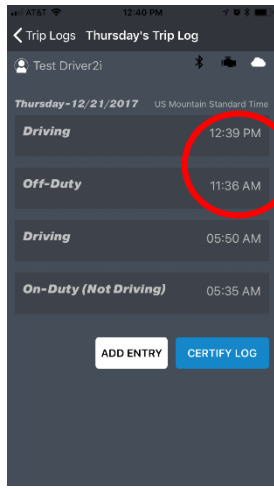 AT&T 12:40 PM
Trip Logs Thursday's Trip Log
Test Driver2i
Thursday-12/21/2017 US Mountain Standard Time
Driving 12:39 PM
Off-Duty 11:36 AM
Driving 05:50 AM
On-Duty (Not Driving) 05:35 AM
ADD ENTRY CERTIFY LOG